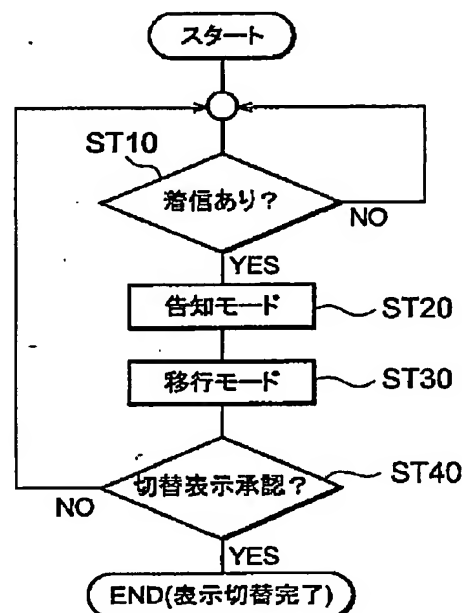 スタート
ST10
着信あり?
NO
YES
告知モード
ST20
移行モード
ST30
切替表示承認?
ST40
NO
YES
END(表示切替完了)